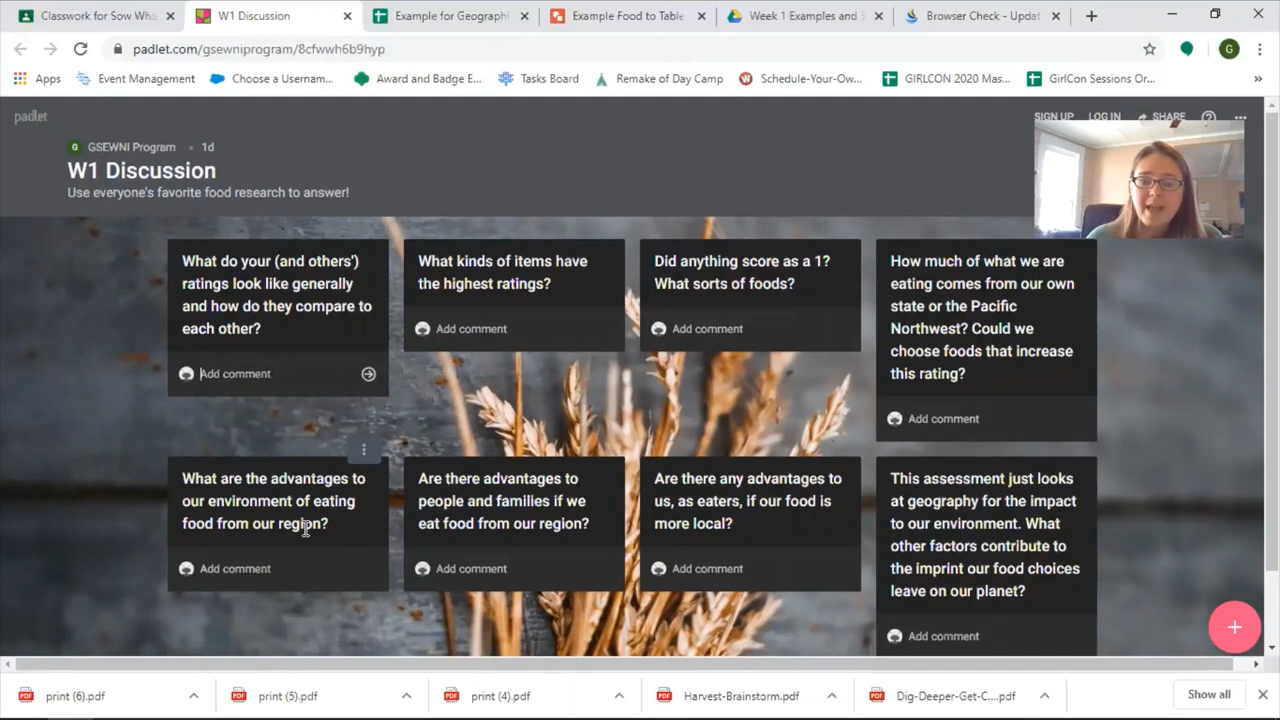 Classwork for Sow Wha
W1 Discussion
Example for Geographi
Example Food to Table
Week 1 Examples and S
Browser Check - Updat
padlet.com/gsewniprogram/8cfwwh6b9hyp
G
Apps
Event Management
Choose a Usernam...
Award and Badge E...
Tasks Board
Remake of Day Camp
Schedule-Your-Ow...
GIRLCON 2020 Mas...
GirlCon Sessions Or...
padlet
SIGN UP
LOG IN
SHARE
G
GSEWNI Program
1d
W1 Discussion
Use everyone's favorite food research to answer!
What do your (and others')
ratings look like generally
and how do they compare to
each other?
Add comment
What kinds of items have
the highest ratings?
Add comment
Did anything score as a 1?
What sorts of foods?
Add comment
How much of what we are
eating comes from our own
state or the Pacific
Northwest? Could we
choose foods that increase
this rating?
Add comment
What are the advantages to
our environment of eating
food from our region?
Add comment
Are there advantages to
people and families if we
eat food from our region?
Add comment
Are there any advantages to
us, as eaters, if our food is
more local?
Add comment
This assessment just looks
at geography for the impact
to our environment. What
other factors contribute to
the imprint our food choices
leave on our planet?
Add comment
print (6).pdf
print (5).pdf
print (4).pdf
Harvest-Brainstorm.pdf
Dig-Deeper-Get-C....pdf
Show all